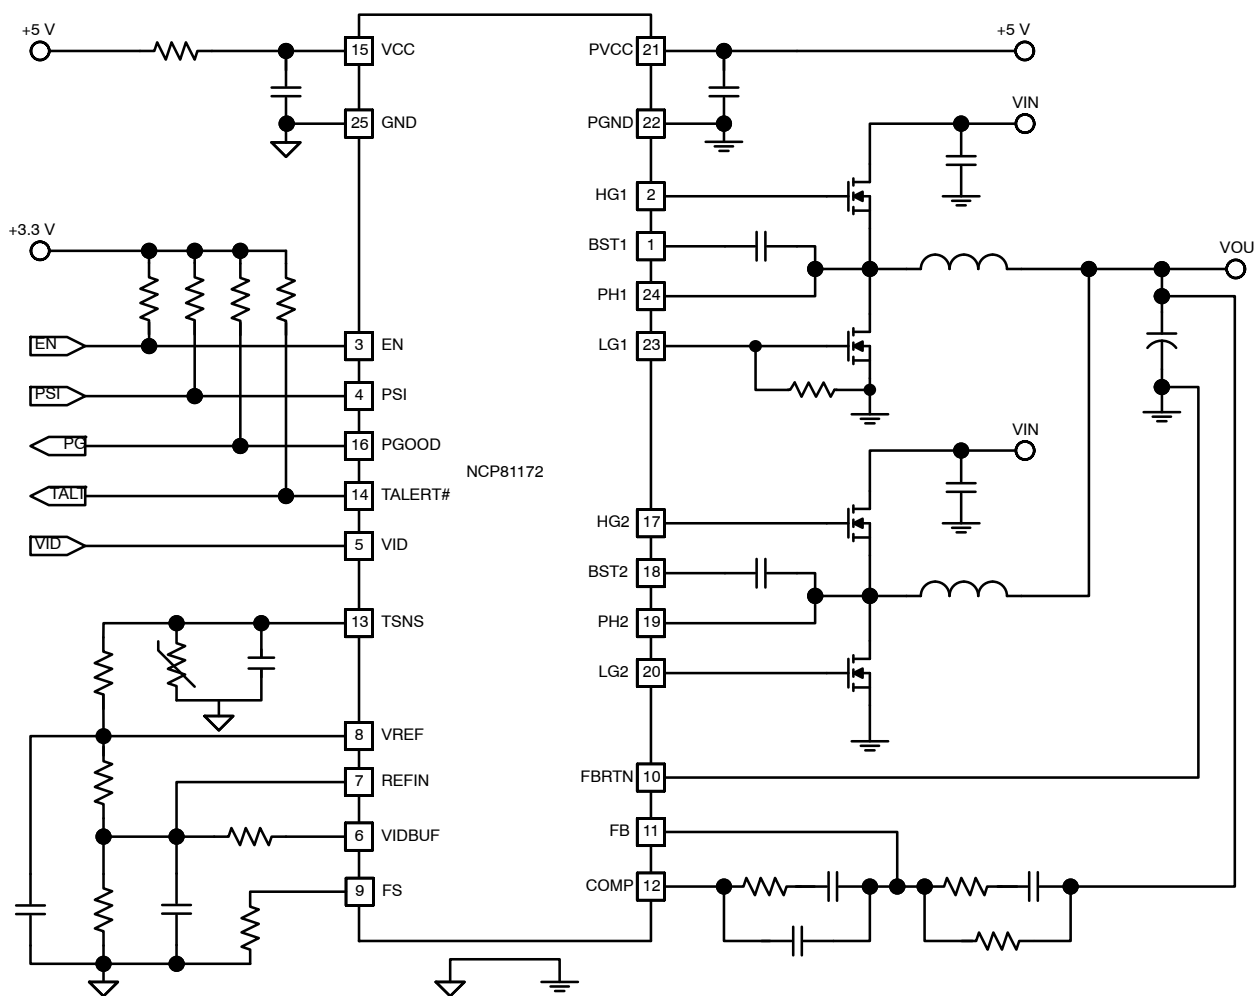 +5 V
15 VCC
PVCC 21
+5 V
25 GND
PGND 22
VIN
HG1 2
+3.3 V
BST1 1
VOU
PH1 24
EN
3 EN
LG1 23
PSI
4 PSI
PG
16 PGOOD
VIN
NCP81172
TALT
14 TALERT#
HG2 17
VID
5 VID
BST2 18
13 TSNS
PH2 19
LG2 20
8 VREF
7 REFIN
FBRTN 10
6 VIDBUF
FB 11
9 FS
COMP 12